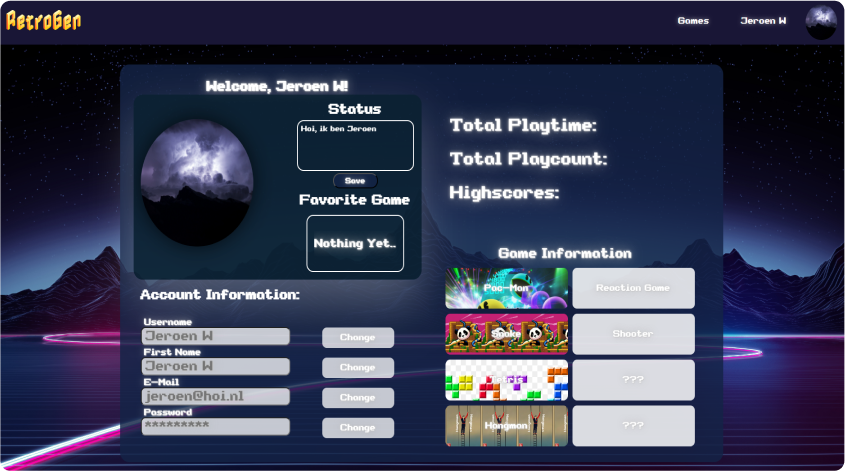 RetroGen
Games
Jeroen W
Welcome, Jeroen W!
Status
Hoi, ik ben Jeroen
Save
Favorite Game
Nothing Yet..
Total Playtime:
Total Playcount:
Highscores:
Account Information:
Username
Jeroen W
Change
First Name
Jeroen W
Change
E-Mail
jeroen@hoi.nl
Change
Password
*********
Change
Game Information
Pac-Man
Reaction Game
Snake
Shooter
Tetris
???
Hangman
???